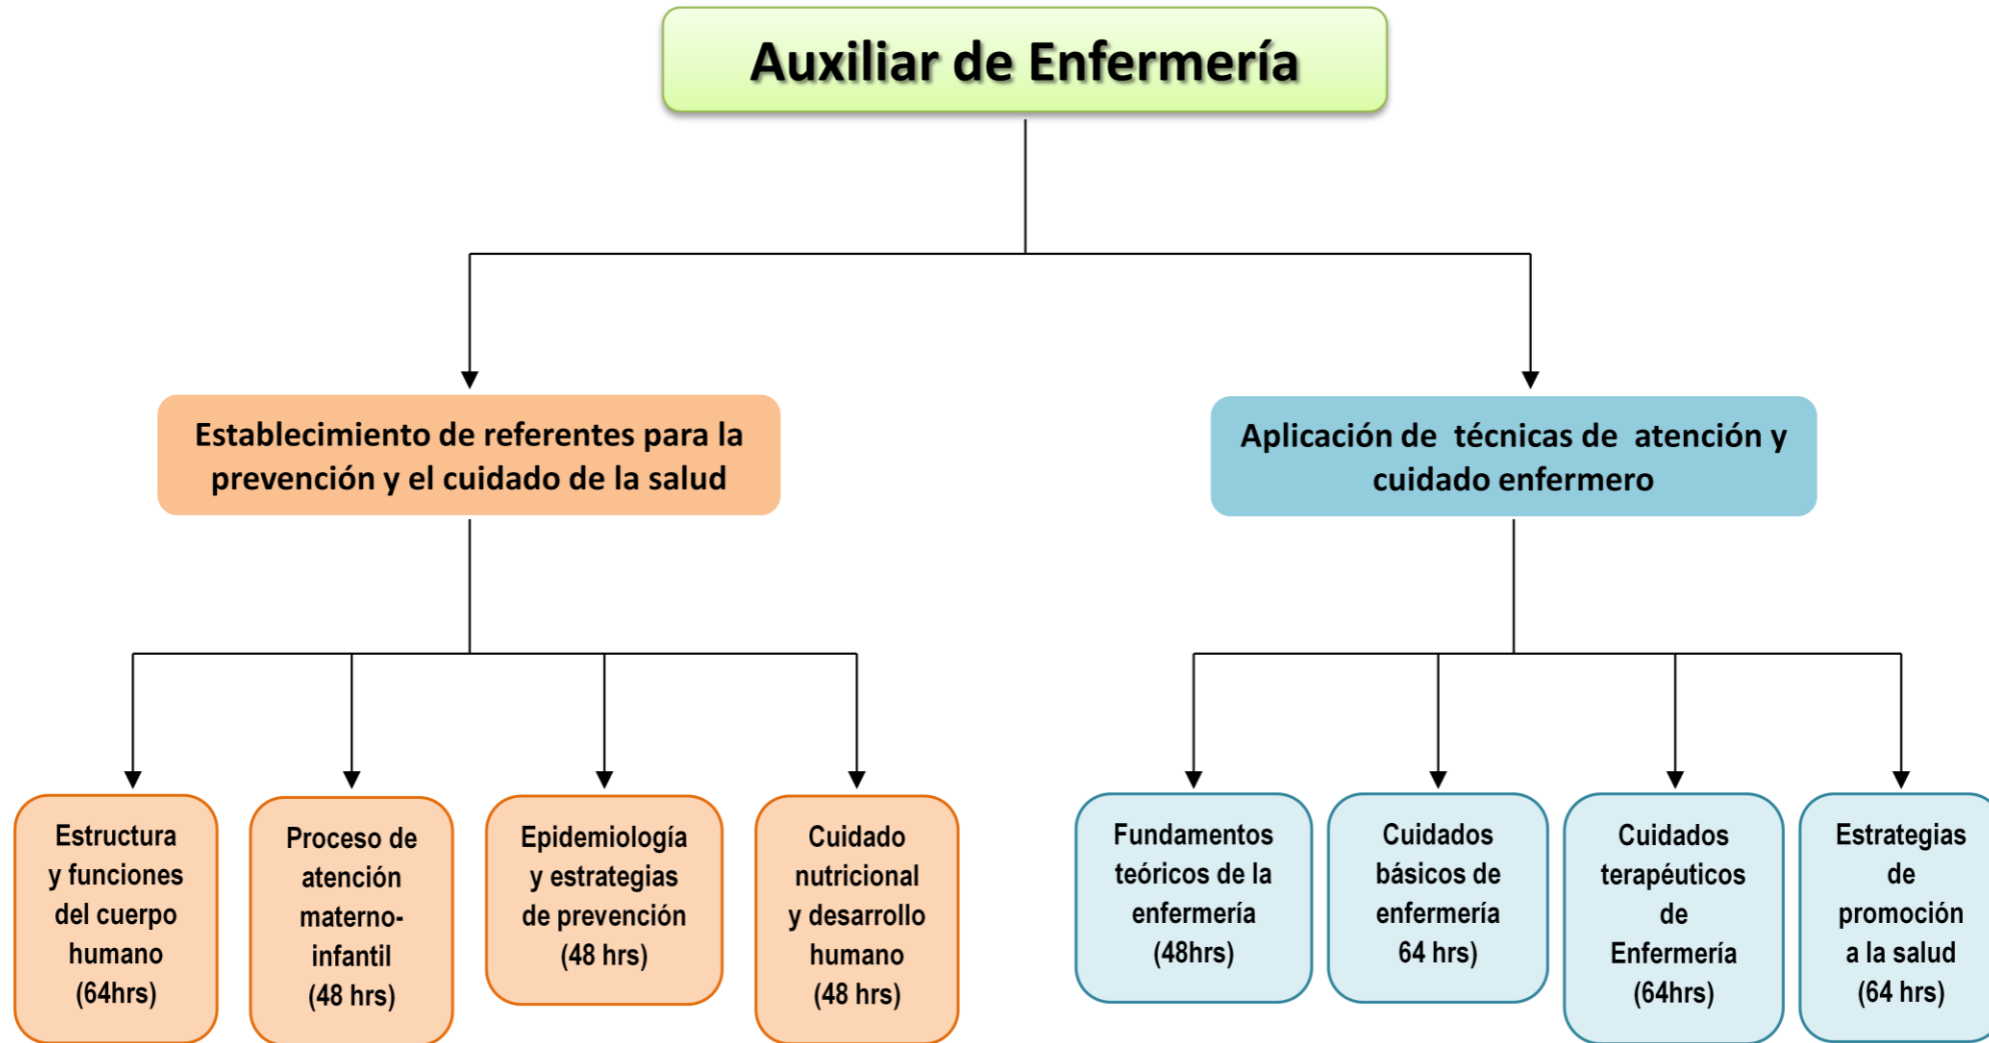 Auxiliar de Enfermería
Establecimiento de referentes para la
prevención y el cuidado de la salud
Aplicación de técnicas de atención y
cuidado enfermero
Estructura
y funciones
del cuerpo
humano
(64hrs)
Proceso de
atención
materno-
infantil
(48 hrs)
Epidemiología
y estrategias
de prevención
(48 hrs)
Cuidado
nutricional
y desarrollo
humano
(48 hrs)
Fundamentos
teóricos de la
enfermería
(48hrs)
Cuidados
básicos de
enfermería
64 hrs)
Cuidados
terapéuticos
de
Enfermería
(64hrs)
Estrategias
de
promoción
a la salud
(64 hrs)